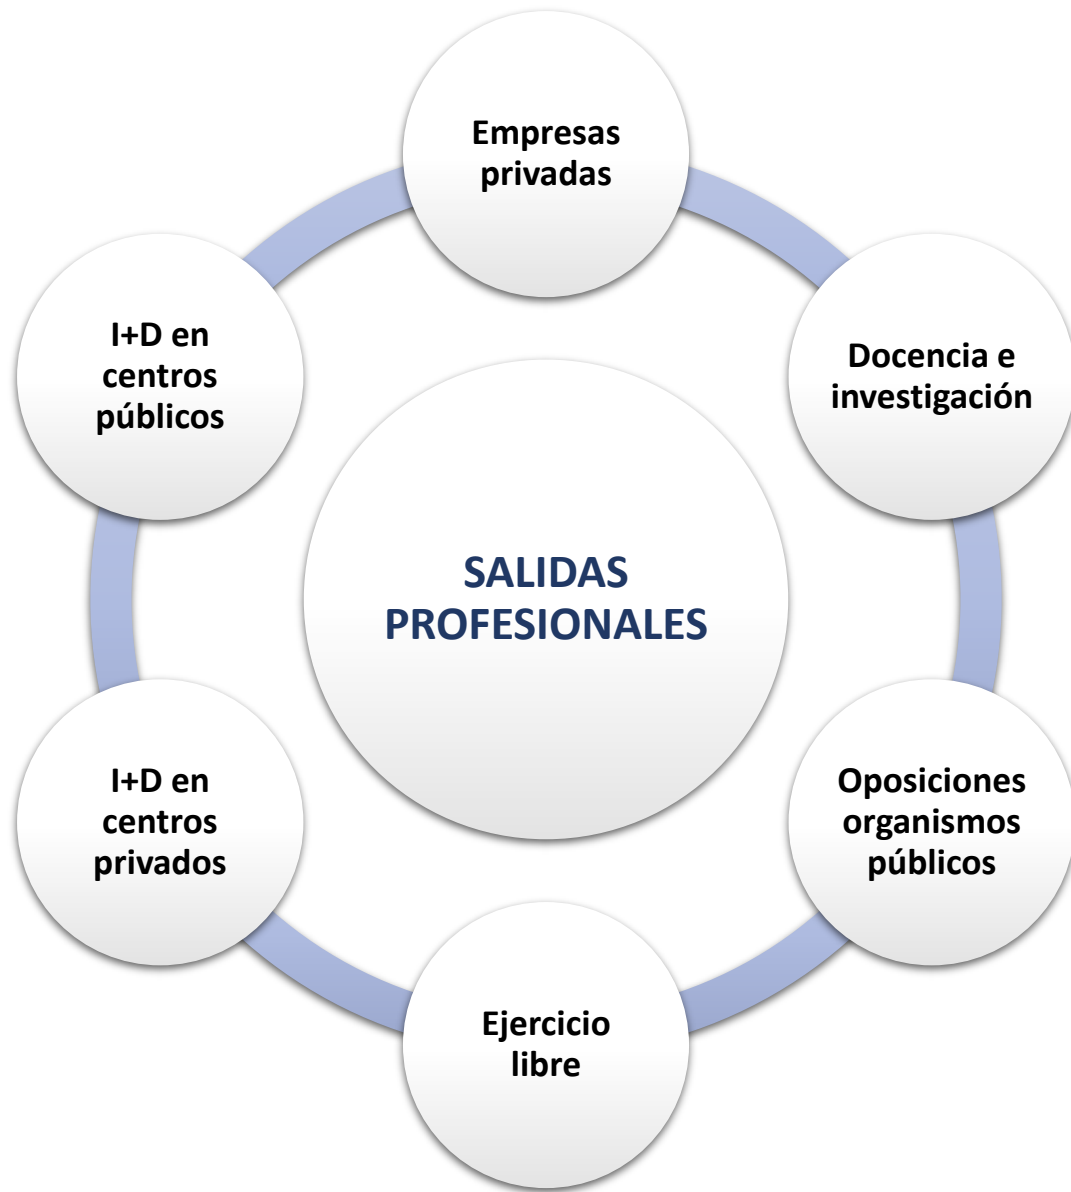 Empresas
privadas
Docencia e
investigación
Oposiciones
organismos
públicos
Ejercicio
libre
I+D en
centros
privados
I+D en
centros
públicos
SALIDAS
PROFESIONALES